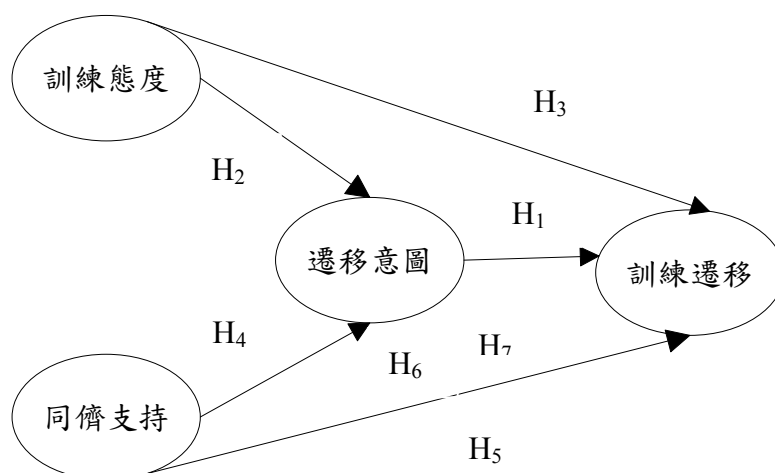 訓練態度
H₃
H₂
H₁
遷移意圖
訓練遷移
H₄
H₇
H₆
同儕支持
H₅